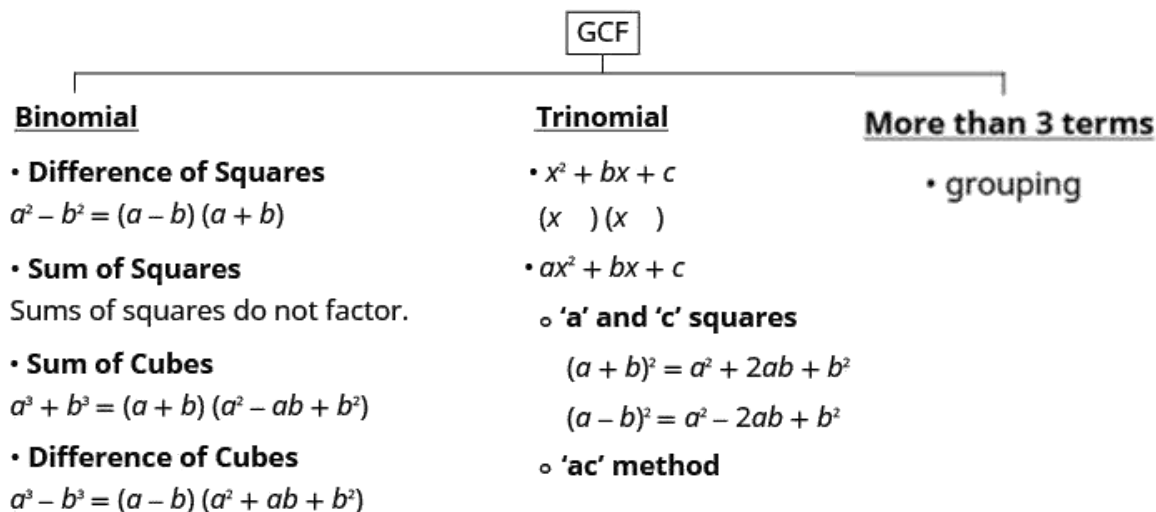 GCF
Binomial
• Difference of Squares
a² – b² = (a – b) (a + b)
• Sum of Squares
Sums of squares do not factor.
• Sum of Cubes
a³ + b³ = (a + b) (a² – ab + b²)
• Difference of Cubes
a³ – b³ = (a – b) (a² + ab + b²)
Trinomial
• x² + bx + c
(x   ) (x   )
• ax² + bx + c
○ ‘a’ and ‘c’ squares
(a + b)² = a² + 2ab + b²
(a – b)² = a² – 2ab + b²
○ ‘ac’ method
More than 3 terms
• grouping